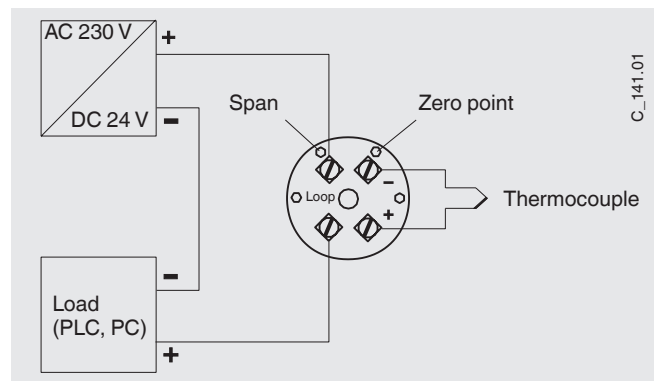 AC 230 V
+
DC 24 V
−
Span
Zero point
C_141.01
−
Loop
Thermocouple
+
−
Load
(PLC, PC)
+